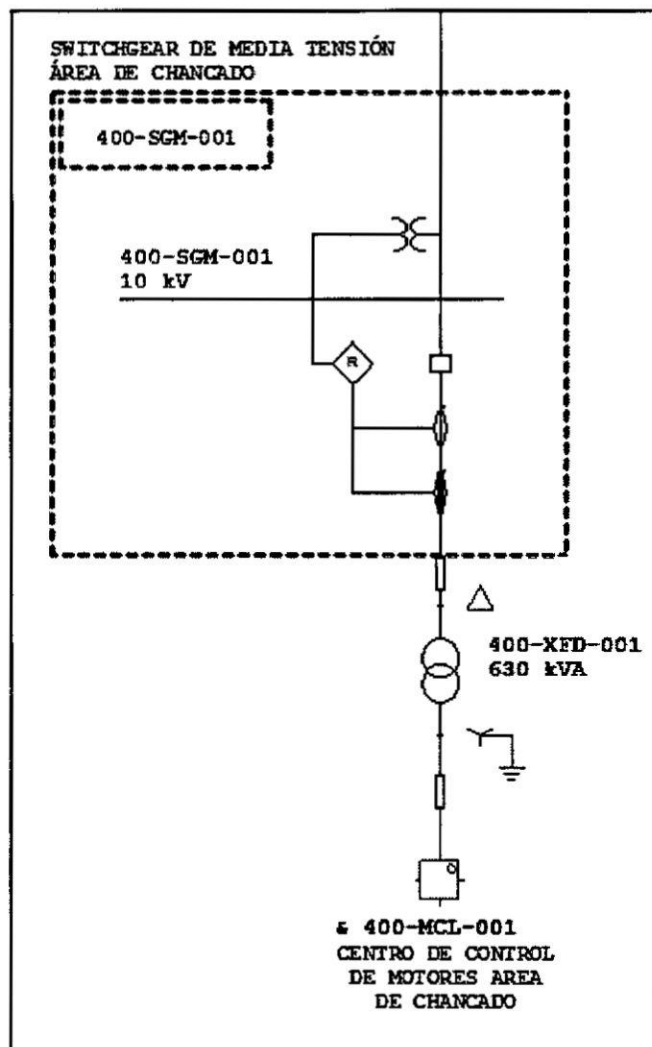 SWITCHGEAR DE MEDIA TENSIÓN
ÁREA DE CHANCADO
400-SGM-001
400-SGM-001
10 kV
R
400-XFD-001
630 kVA
& 400-MCL-001
CENTRO DE CONTROL
DE MOTORES AREA
DE CHANCADO